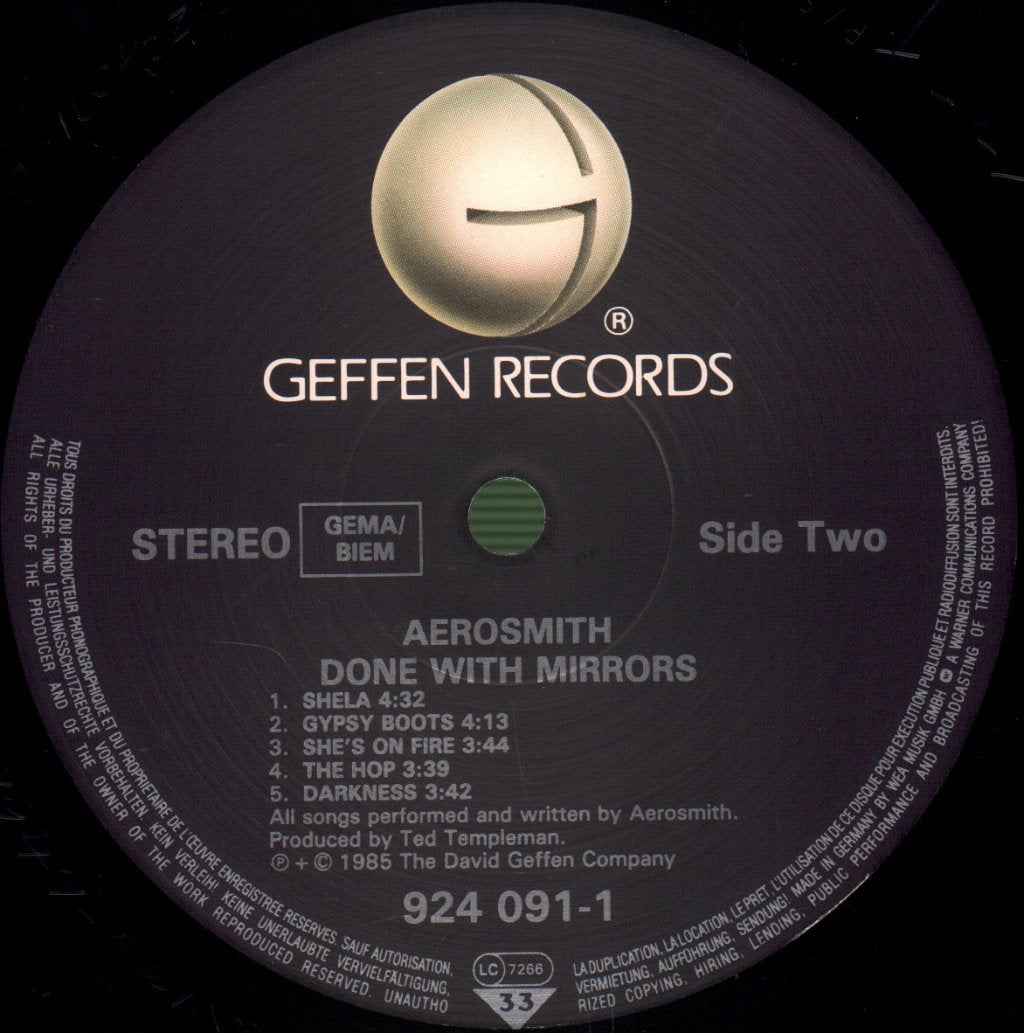 ®
GEFFEN RECORDS
STEREO
GEMA/
BIEM
Side Two
AEROSMITH
DONE WITH MIRRORS
1. SHELA 4:32
2. GYPSY BOOTS 4:13
3. SHE'S ON FIRE 3:44
4. THE HOP 3:39
5. DARKNESS 3:42
All songs performed and written by Aerosmith.
Produced by Ted Templeman.
℗ + © 1985 The David Geffen Company
924 091-1
LC 7266
33
TOUS DROITS DU PRODUCTEUR PHONOGRAPHIQUE ET DU PROPRIETAIRE DE L'ŒUVRE ENREGISTREE RESERVES. SAUF AUTORISATION, LA DUPLICATION, LA LOCATION, LE PRET, L'UTILISATION DE CE DISQUE POUR EXECUTION PUBLIQUE ET RADIODIFFUSION SONT INTERDITS.
ALLE URHEBER- UND LEISTUNGSSCHUTZRECHTE VORBEHALTEN. KEIN VERLEIH! KEINE UNERLAUBTE VERVIELFÄLTIGUNG, VERMIETUNG, AUFFÜHRUNG, SENDUNG! MADE IN GERMANY BY WEA MUSIK GMBH A WARNER COMMUNICATIONS COMPANY
ALL RIGHTS OF THE PRODUCER AND OF THE OWNER OF THE WORK REPRODUCED RESERVED. UNAUTHORIZED COPYING, HIRING, LENDING, PUBLIC PERFORMANCE AND BROADCASTING OF THIS RECORD PROHIBITED!